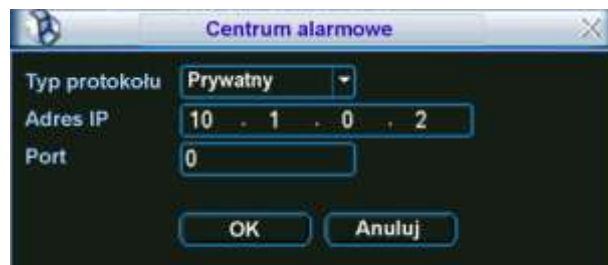 Centrum alarmowe
Typ protokołu Prywatny
Adres IP 10 . 1 . 0 . 2
Port 0
OK Anuluj